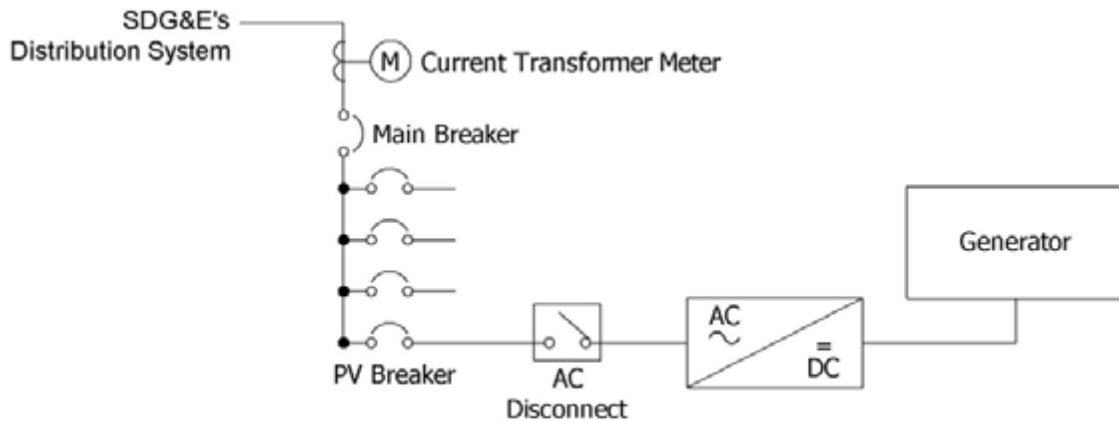 SDG&E's
Distribution System
M
Current Transformer Meter
Main Breaker
Generator
AC
DC
PV Breaker
AC
Disconnect